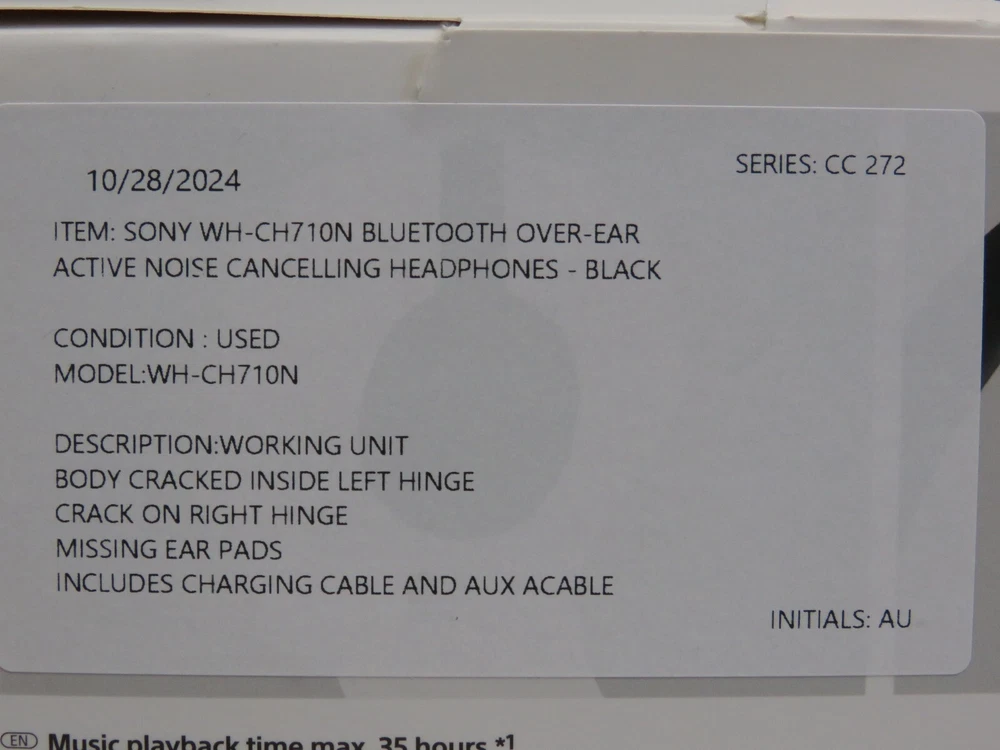 10/28/2024
SERIES: CC 272
ITEM: SONY WH-CH710N BLUETOOTH OVER-EAR
ACTIVE NOISE CANCELLING HEADPHONES - BLACK
CONDITION : USED
MODEL:WH-CH710N
DESCRIPTION:WORKING UNIT
BODY CRACKED INSIDE LEFT HINGE
CRACK ON RIGHT HINGE
MISSING EAR PADS
INCLUDES CHARGING CABLE AND AUX ACABLE
INITIALS: AU
EN Music playback time max. 35 hours *1